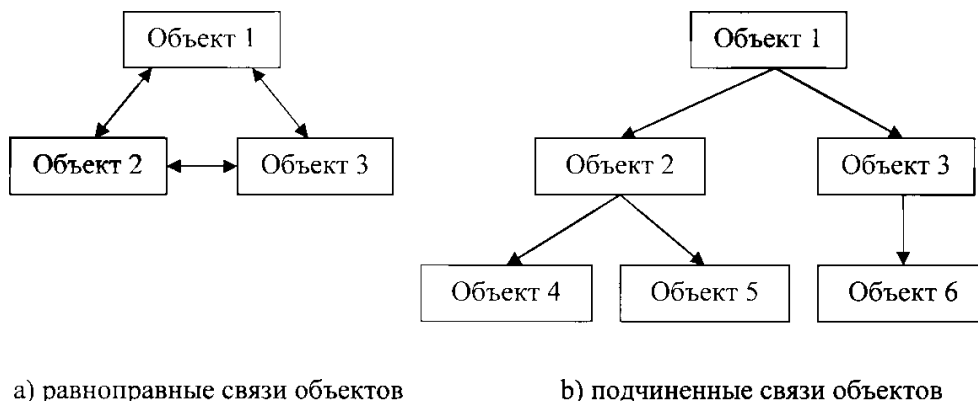 Объект 1
Объект 2
Объект 3
а) равноправные связи объектов
Объект 1
Объект 2
Объект 3
Объект 4
Объект 5
Объект 6
b) подчиненные связи объектов